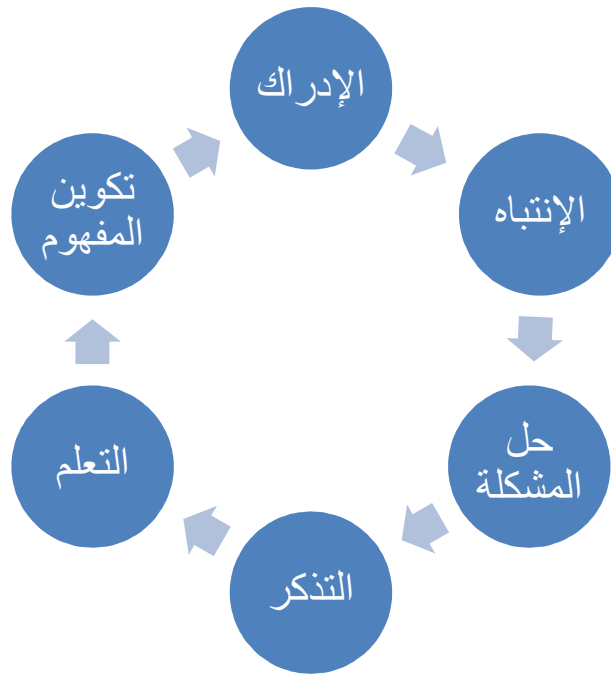 الإدراك
الإنتباه
حل
المشكلة
التذكر
التعلم
تكوين
المفهوم